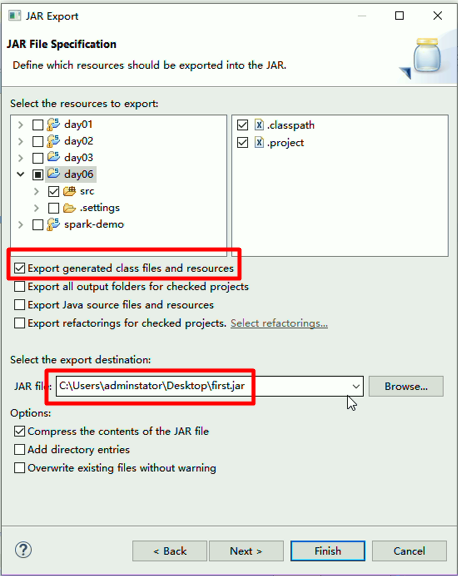 JAR Export
JAR File Specification
Define which resources should be exported into the JAR.
Select the resources to export:
day01
day02
day03
day06
src
.settings
spark-demo
.classpath
.project
Export generated class files and resources
Export all output folders for checked projects
Export Java source files and resources
Export refactorings for checked projects. Select refactorings...
Select the export destination:
JAR file: C:\Users\adminstator\Desktop\first.jar Browse...
Options:
Compress the contents of the JAR file
Add directory entries
Overwrite existing files without warning
? < Back Next > Finish Cancel